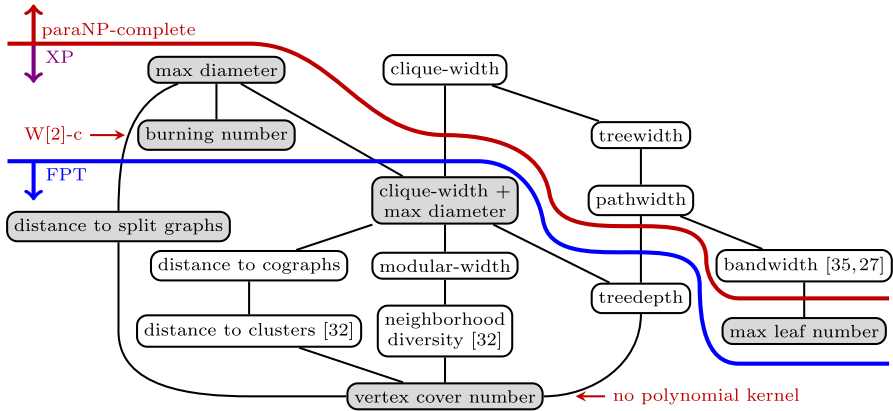 paraNP-complete
XP
max diameter
clique-width
W[2]-c
burning number
treewidth
FPT
clique-width +
max diameter
pathwidth
distance to split graphs
distance to cographs
modular-width
bandwidth [35, 27]
treedepth
distance to clusters [32]
neighborhood
diversity [32]
max leaf number
vertex cover number
no polynomial kernel